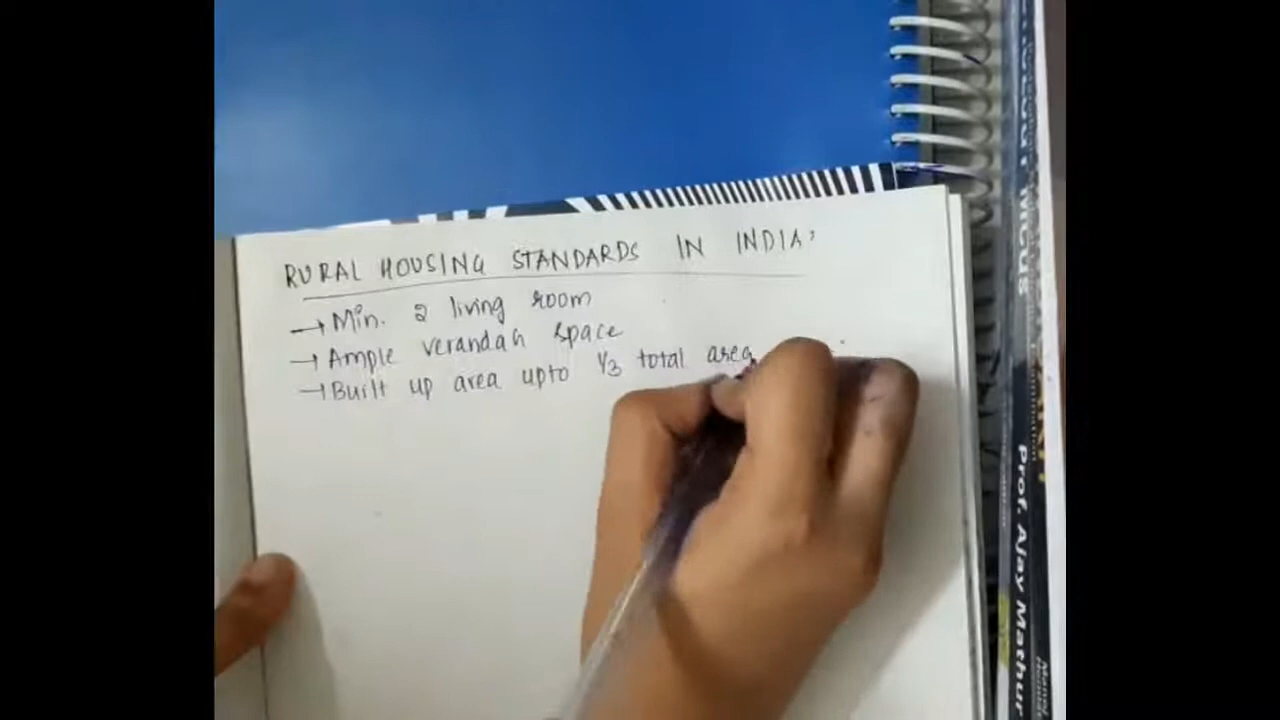 RURAL HOUSING STANDARDS IN INDIA:
→ Min. 2 living room
→ Ample verandah space
→ Built up area upto 1/3 total area
Prof. Ajay Mathur